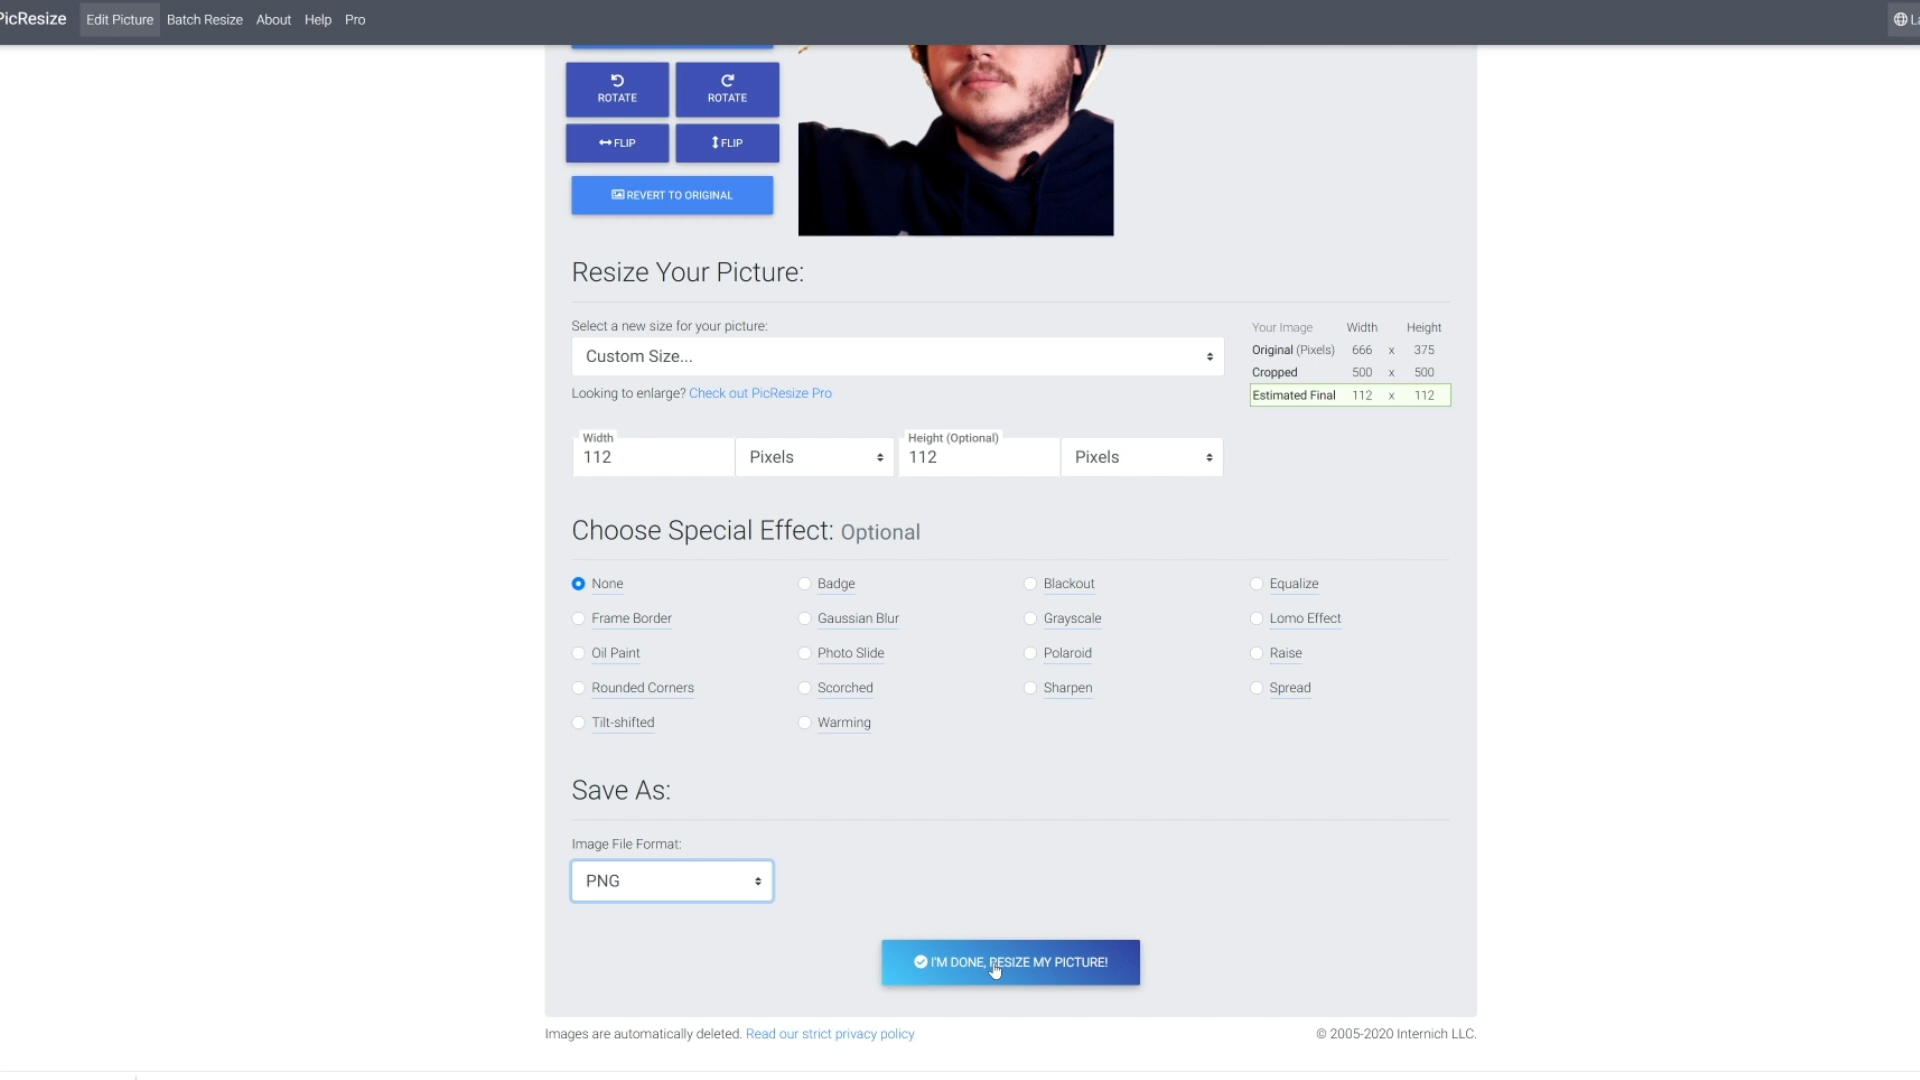 PicResize Edit Picture Batch Resize About Help Pro
ROTATE ROTATE
FLIP FLIP
REVERT TO ORIGINAL
Resize Your Picture:
Select a new size for your picture:
Custom Size...
Looking to enlarge? Check out PicResize Pro
Your Image Width Height
Original (Pixels) 666 x 375
Cropped 500 x 500
Estimated Final 112 x 112
Width Height (Optional)
112 Pixels 112 Pixels
Choose Special Effect: Optional
None Badge Blackout Equalize
Frame Border Gaussian Blur Grayscale Lomo Effect
Oil Paint Photo Slide Polaroid Raise
Rounded Corners Scorched Sharpen Spread
Tilt-shifted Warming
Save As:
Image File Format:
PNG
I'M DONE, RESIZE MY PICTURE!
Images are automatically deleted. Read our strict privacy policy © 2005-2020 Internich LLC.